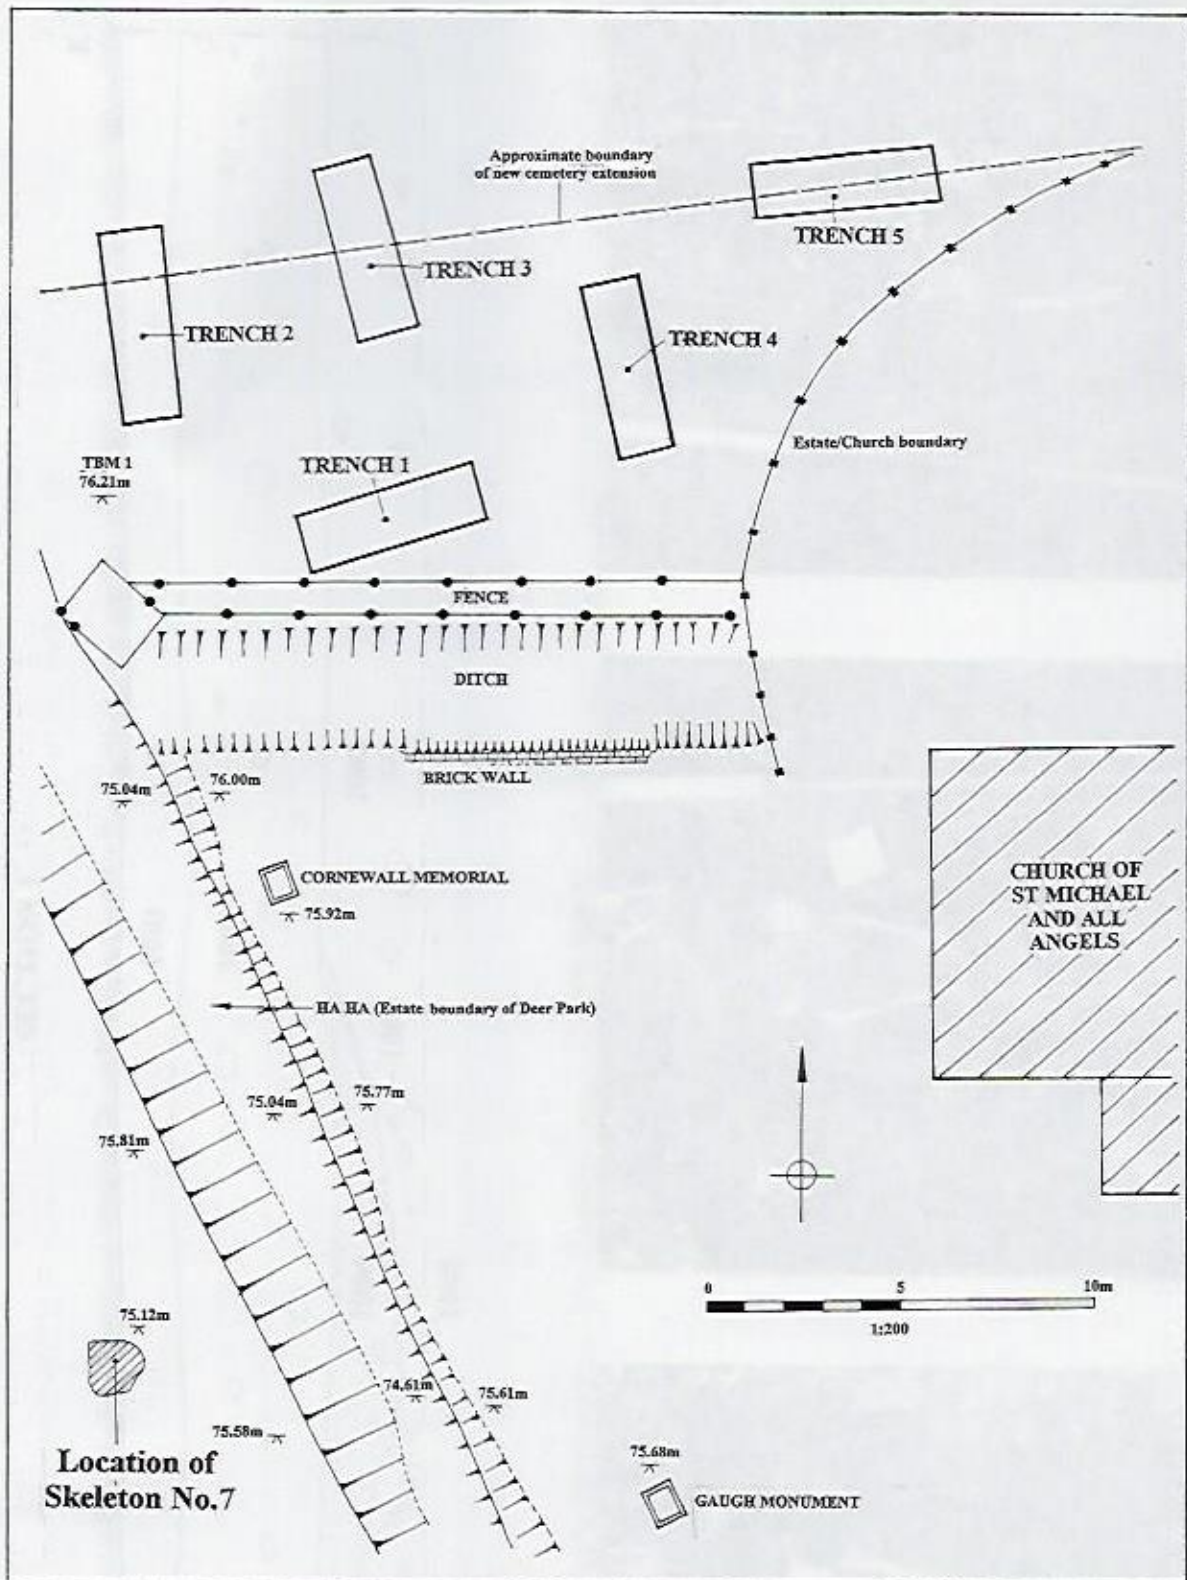 Approximate boundary
of new cemetery extension
TRENCH 5
TRENCH 3
TRENCH 2
TRENCH 4
Estate/Church boundary
TBM 1
76.21m
TRENCH 1
FENCE
DITCH
BRICK WALL
76.00m
75.04m
CORNEWALL MEMORIAL
75.92m
CHURCH OF
ST MICHAEL
AND ALL
ANGELS
HA HA (Estate boundary of Deer Park)
75.04m
75.77m
75.81m
0 5 10m
1:200
75.12m
74.61m
75.61m
75.58m
Location of
Skeleton No.7
75.68m
GAUGH MONUMENT